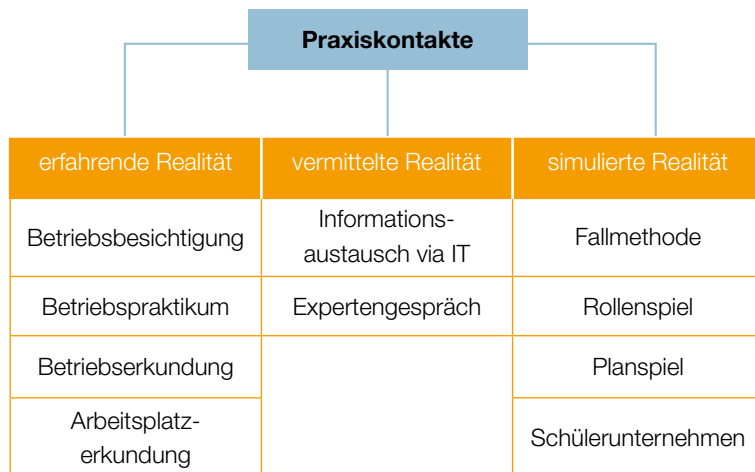 Praxiskontakte
erfahrende Realität
vermittelte Realität
simulierte Realität
Betriebsbesichtigung
Informations-
austausch via IT
Fallmethode
Betriebspraktikum
Expertengespräch
Rollenspiel
Betriebserkundung
Planspiel
Arbeitsplatz-
erkundung
Schülerunternehmen